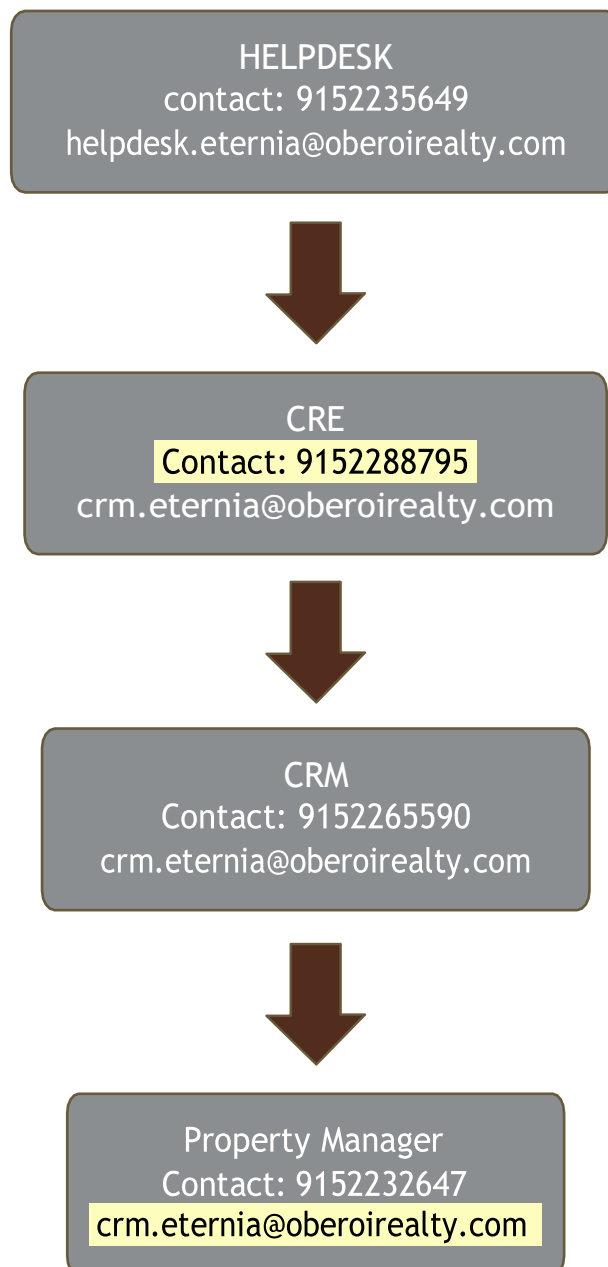 HELPDESK
contact: 9152235649
helpdesk.eternia@oberoirealty.com
CRE
Contact: 9152288795
crm.eternia@oberoirealty.com
CRM
Contact: 9152265590
crm.eternia@oberoirealty.com
Property Manager
Contact: 9152232647
crm.eternia@oberoirealty.com